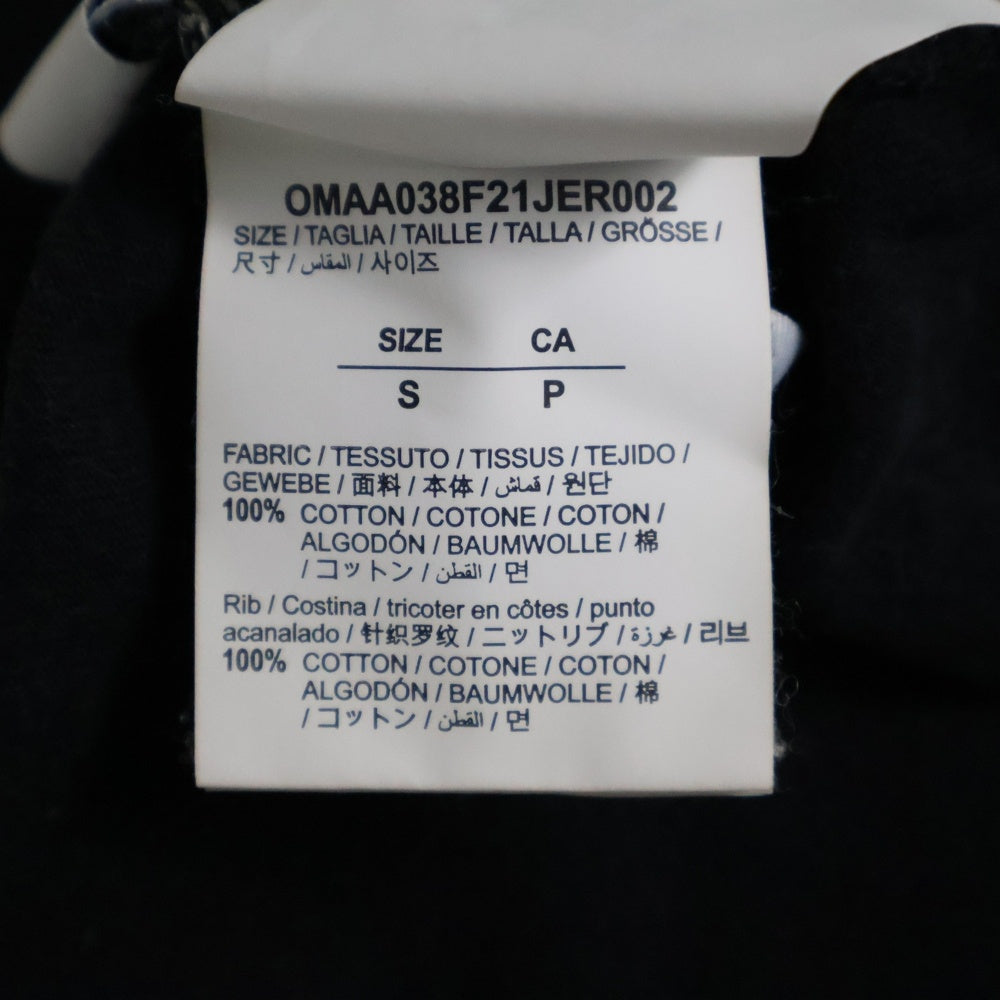 OMAA038F21JER002
SIZE / TAGLIA / TAILLE / TALLA / GRÖSSE /
尺寸 / المقاس / 사이즈
SIZE CA
S P
FABRIC / TESSUTO / TISSUS / TEJIDO /
GEWEBE / 面料 / 本体 / قماش / 원단
100% COTTON / COTONE / COTON /
ALGODÓN / BAUMWOLLE / 棉
/ コットン / القطن / 면
Rib / Costina / tricoter en côtes / punto
acanalado / 针织罗纹 / ニットリブ / غرزة / 리브
100% COTTON / COTONE / COTON /
ALGODÓN / BAUMWOLLE / 棉
/ コットン / القطن / 면